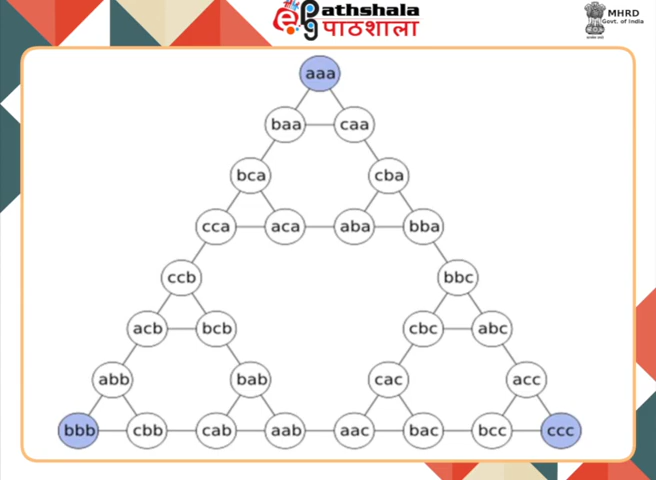 ePathshala
पाठशाला
MHRD
Govt. of India
aaa
baa caa
bca cba
cca aca aba bba
ccb bbc
acb bcb cbc abc
abb bab cac acc
bbb cbb cab aab aac bac bcc ccc